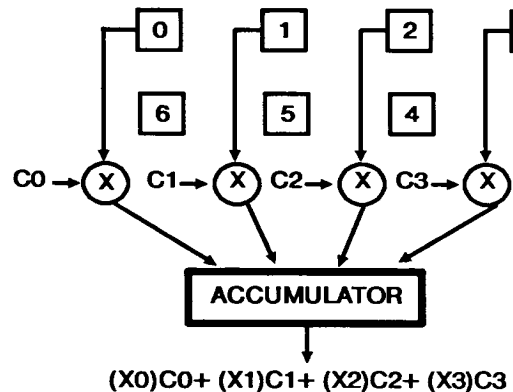 0 1 2
6 5 4
C0 X C1 X C2 X C3 X
ACCUMULATOR
(X0)C0+ (X1)C1+ (X2)C2+ (X3)C3